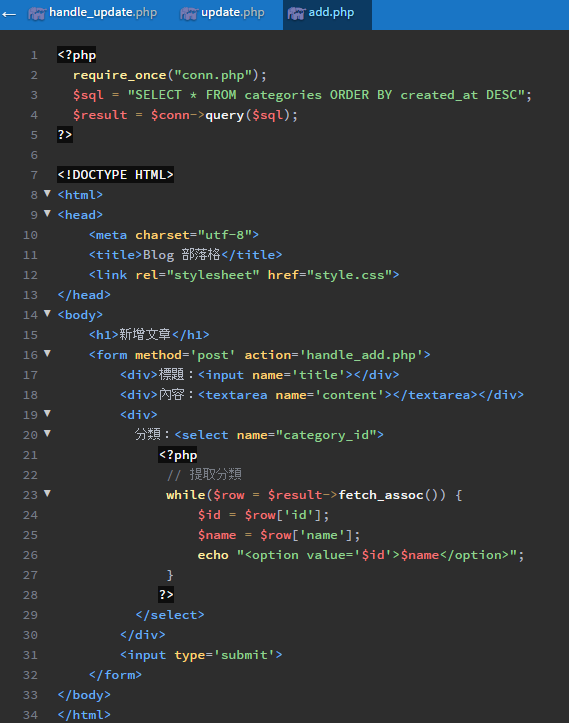 ← handle_update.php update.php add.php
1 <?php
2 require_once("conn.php");
3 $sql = "SELECT * FROM categories ORDER BY created_at DESC";
4 $result = $conn->query($sql);
5 ?>
6
7 <!DOCTYPE HTML>
8 ▼ <html>
9 ▼ <head>
10 <meta charset="utf-8">
11 <title>Blog 部落格</title>
12 <link rel="stylesheet" href="style.css">
13 </head>
14 ▼ <body>
15 <h1>新增文章</h1>
16 ▼ <form method='post' action='handle_add.php'>
17 <div>標題：<input name='title'></div>
18 <div>內容：<textarea name='content'></textarea></div>
19 ▼ <div>
20 ▼ 分類：<select name="category_id">
21 <?php
22 // 提取分類
23 ▼ while($row = $result->fetch_assoc()) {
24 $id = $row['id'];
25 $name = $row['name'];
26 echo "<option value='$id'>$name</option>";
27 }
28 ?>
29 </select>
30 </div>
31 <input type='submit'>
32 </form>
33 </body>
34 </html>